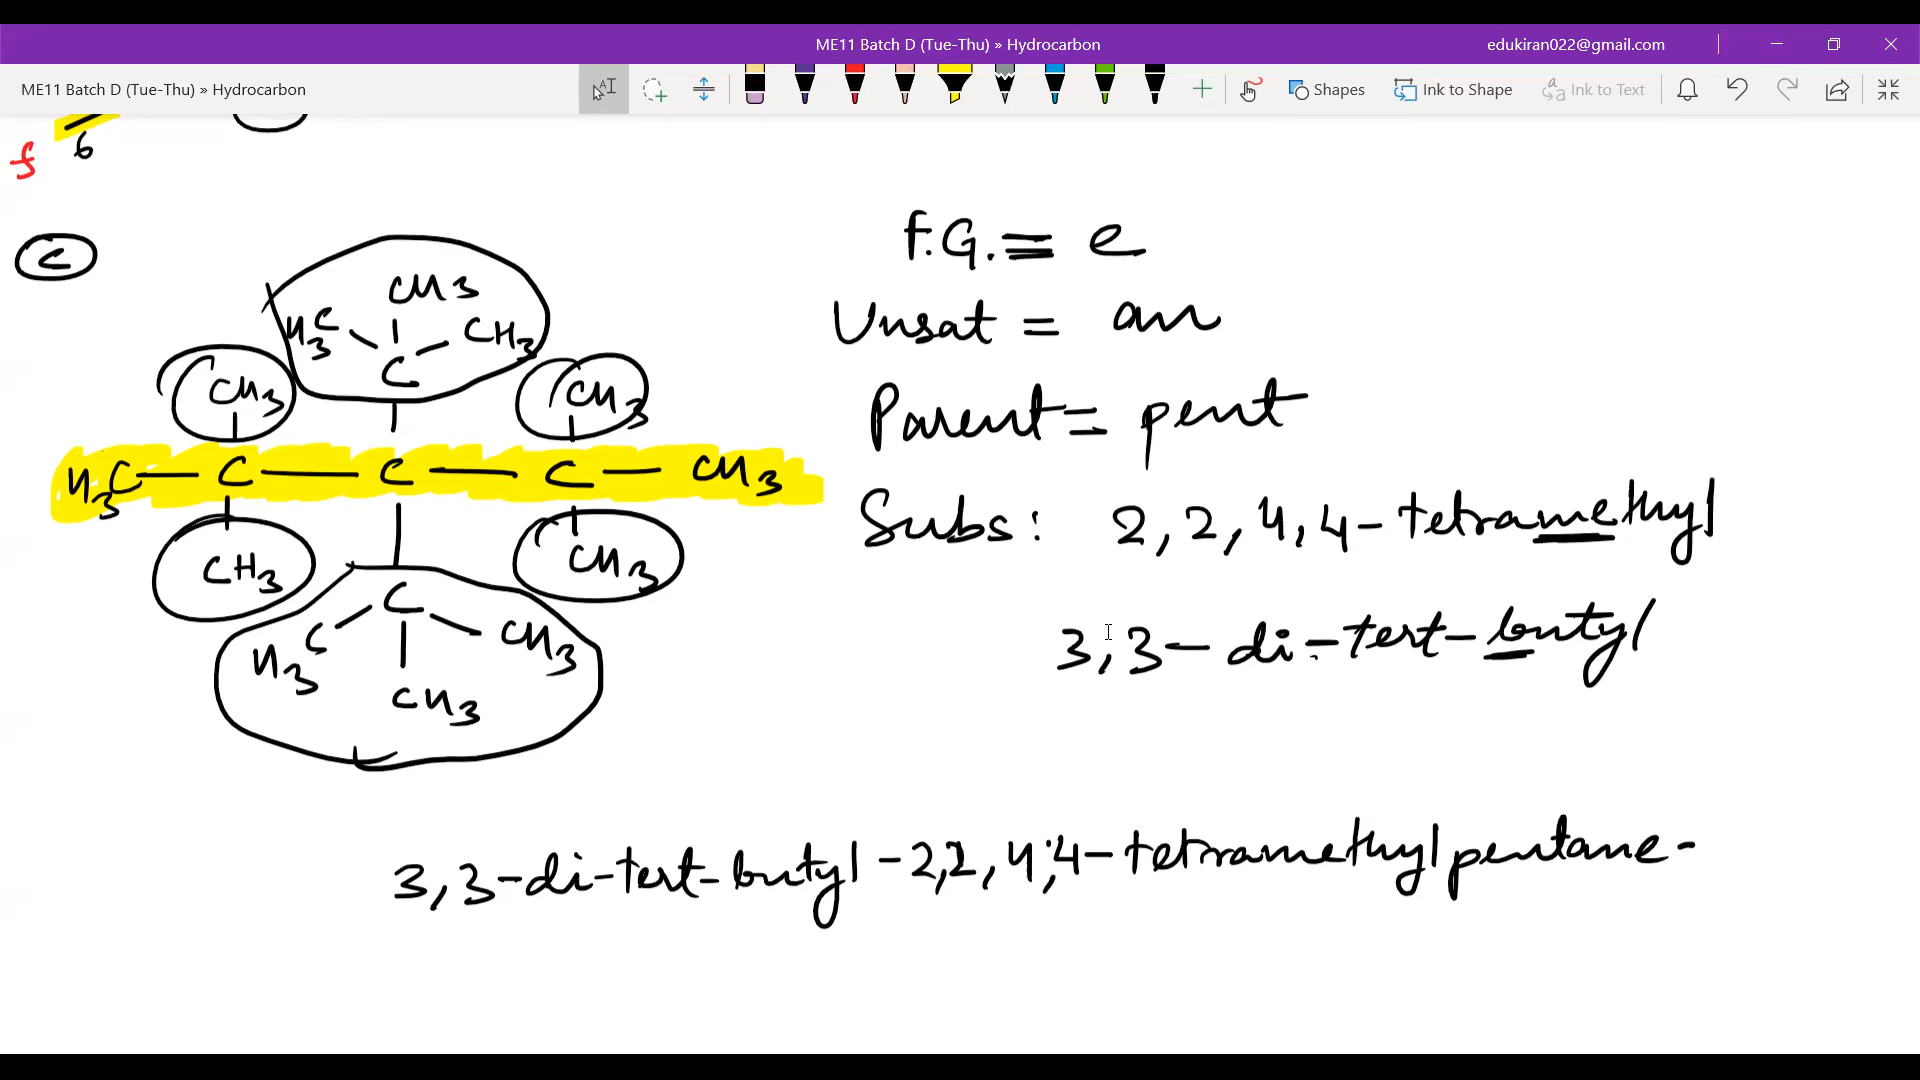 ME11 Batch D (Tue-Thu) » Hydrocarbon
edukiran022@gmail.com
ME11 Batch D (Tue-Thu) » Hydrocarbon
Shapes
Ink to Shape
Ink to Text
f
6
c
F.G. = e
Unsat = an
Parent = pent
Subs: 2,2,4,4-tetramethyl
3,3-di-tert-butyl
CH3
H3C
CH3
C
CH3
CH3
H3C-C-C-C-CH3
CH3
CH3
C
H3C
CH3
CH3
3,3-di-tert-butyl-2,2,4,4-tetramethylpentane-